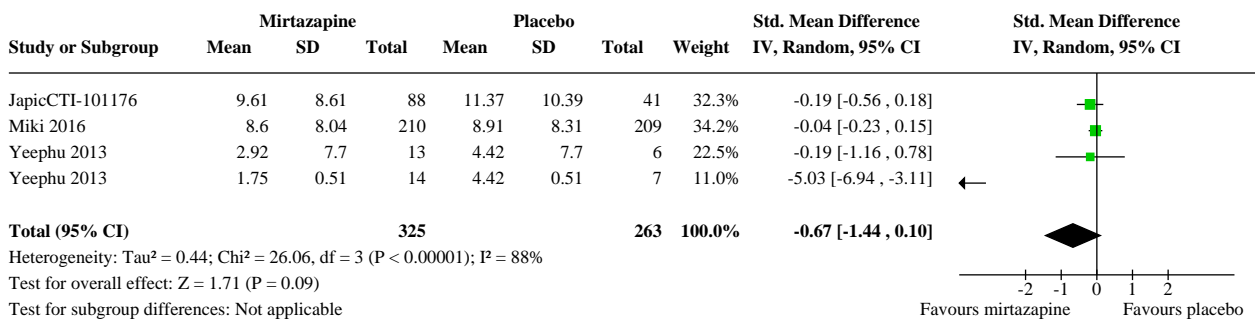 Mirtazapine Placebo Std. Mean Difference Std. Mean Difference
Study or Subgroup Mean SD Total Mean SD Total Weight IV, Random, 95% CI IV, Random, 95% CI
JapicCTI-101176 9.61 8.61 88 11.37 10.39 41 32.3% -0.19 [-0.56 , 0.18]
Miki 2016 8.6 8.04 210 8.91 8.31 209 34.2% -0.04 [-0.23 , 0.15]
Yeephu 2013 2.92 7.7 13 4.42 7.7 6 22.5% -0.19 [-1.16 , 0.78]
Yeephu 2013 1.75 0.51 14 4.42 0.51 7 11.0% -5.03 [-6.94 , -3.11]
Total (95% CI) 325 263 100.0% -0.67 [-1.44 , 0.10]
Heterogeneity: Tau² = 0.44; Chi² = 26.06, df = 3 (P < 0.00001); I² = 88%
Test for overall effect: Z = 1.71 (P = 0.09)
-2 -1 0 1 2
Test for subgroup differences: Not applicable
Favours mirtazapine Favours placebo